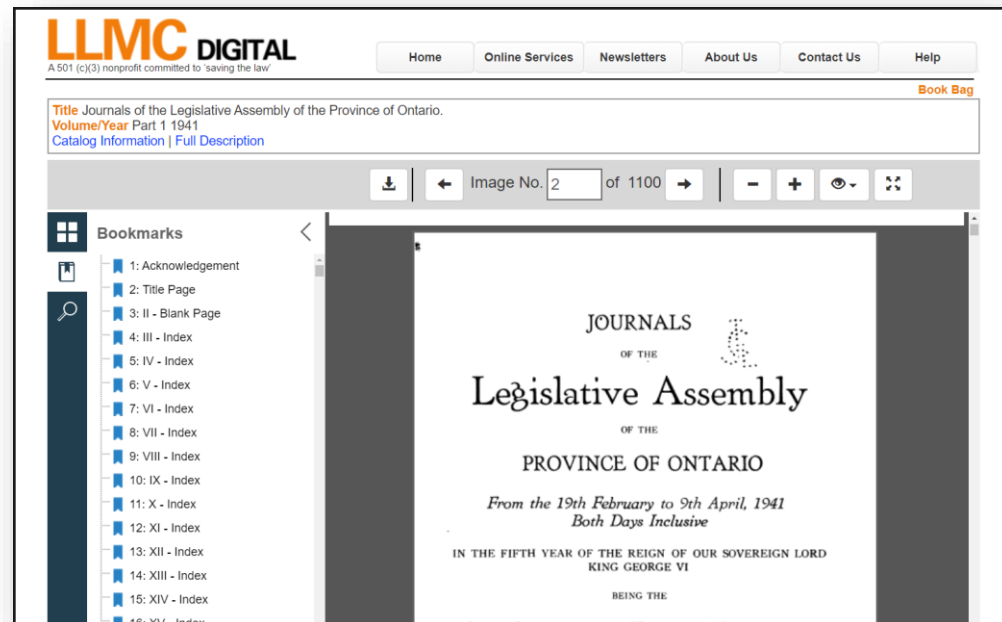 LLMC DIGITAL
A 501 (c)(3) nonprofit committed to 'saving the law'
Home Online Services Newsletters About Us Contact Us Help
Book Bag
Title Journals of the Legislative Assembly of the Province of Ontario.
Volume/Year Part 1 1941
Catalog Information | Full Description
Image No. 2 of 1100
Bookmarks
1: Acknowledgement
2: Title Page
3: II - Blank Page
4: III - Index
5: IV - Index
6: V - Index
7: VI - Index
8: VII - Index
9: VIII - Index
10: IX - Index
11: X - Index
12: XI - Index
13: XII - Index
14: XIII - Index
15: XIV - Index
16: XV - Index
JOURNALS
OF THE
Legislative Assembly
OF THE
PROVINCE OF ONTARIO
From the 19th February to 9th April, 1941
Both Days Inclusive
IN THE FIFTH YEAR OF THE REIGN OF OUR SOVEREIGN LORD
KING GEORGE VI
BEING THE